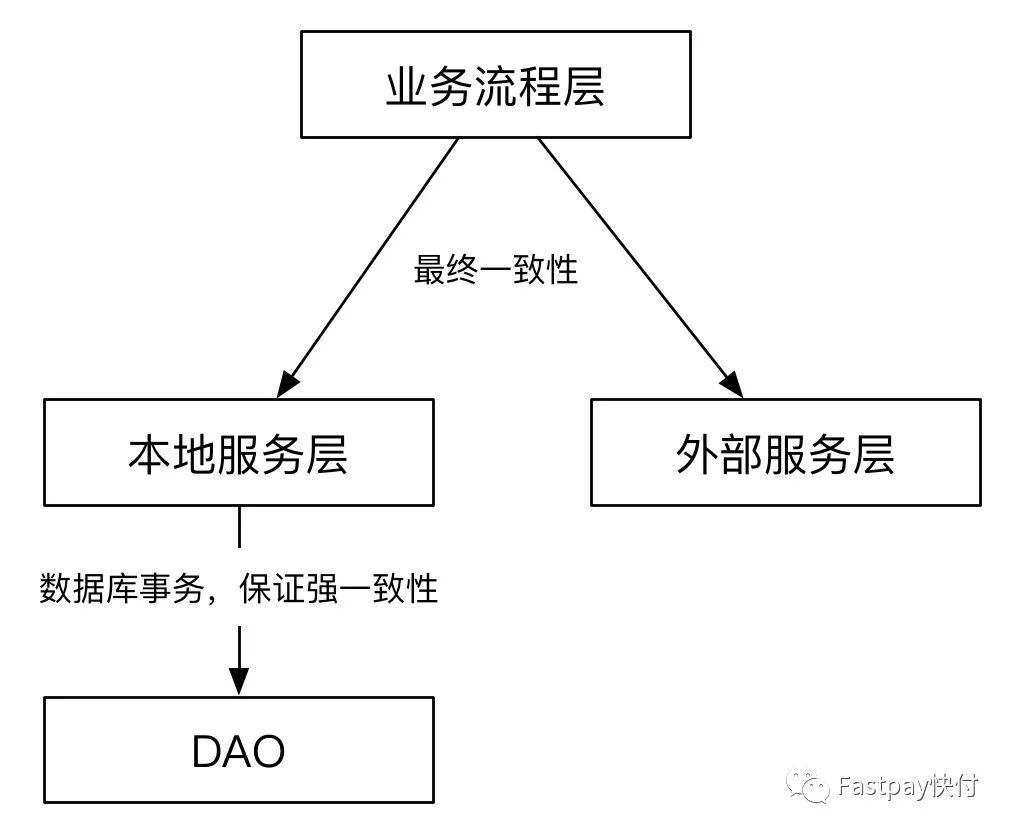 业务流程层
最终一致性
本地服务层
外部服务层
数据库事务，保证强一致性
DAO
Fastpay快付